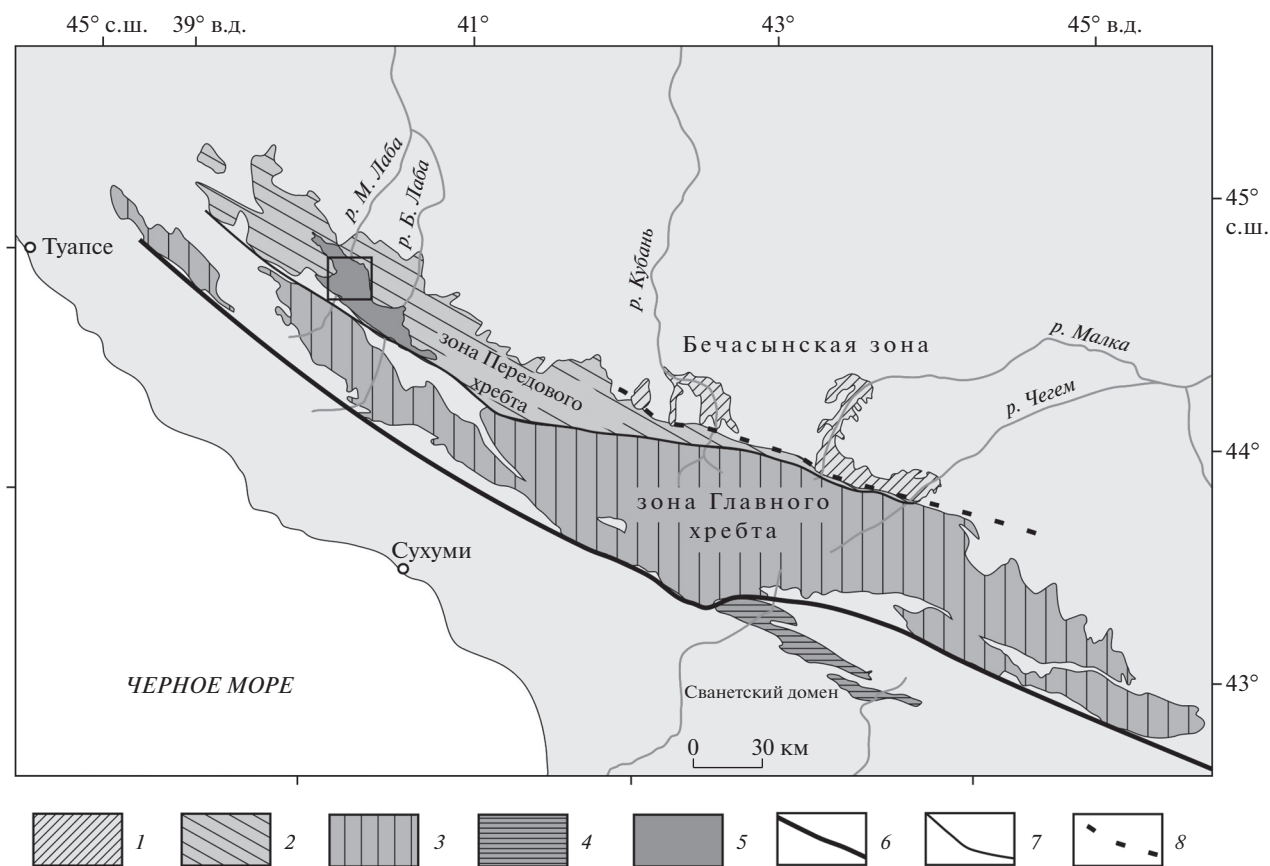 45° с.ш. 39° в.д. 41° 43° 45° в.д.
р. М. Лаба
р. Б. Лаба
45°
с.ш.
Туапсе
р. Кубань
зона Передового
хребта
Бечасынская зона
р. Малка
р. Чегем
44°
зона Главного
хребта
Сухуми
43°
ЧЕРНОЕ МОРЕ
Сванетский домен
0 30 км
1 2 3 4 5 6 7 8